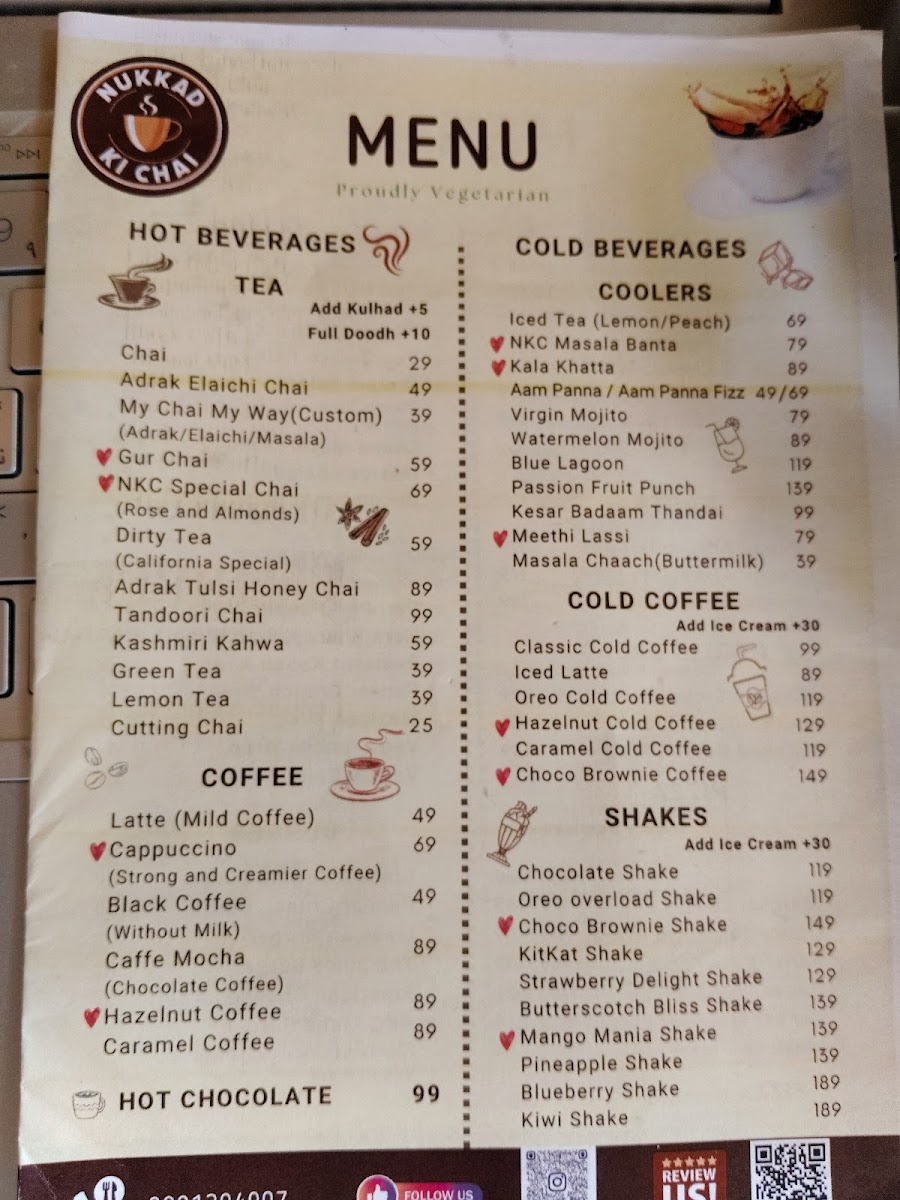 NUKKAD
KI CHAI
MENU
Proudly Vegetarian
HOT BEVERAGES
TEA
Add Kulhad +5
Full Doodh +10
Chai 29
Adrak Elaichi Chai 49
My Chai My Way(Custom) 39
(Adrak/Elaichi/Masala)
Gur Chai 59
NKC Special Chai 69
(Rose and Almonds)
Dirty Tea 59
(California Special)
Adrak Tulsi Honey Chai 89
Tandoori Chai 99
Kashmiri Kahwa 59
Green Tea 39
Lemon Tea 39
Cutting Chai 25
COFFEE
Latte (Mild Coffee) 49
Cappuccino 69
(Strong and Creamier Coffee)
Black Coffee 49
(Without Milk)
Caffe Mocha 89
(Chocolate Coffee)
Hazelnut Coffee 89
Caramel Coffee 89
HOT CHOCOLATE 99
COLD BEVERAGES
COOLERS
Iced Tea (Lemon/Peach) 69
NKC Masala Banta 79
Kala Khatta 89
Aam Panna / Aam Panna Fizz 49/69
Virgin Mojito 79
Watermelon Mojito 89
Blue Lagoon 119
Passion Fruit Punch 139
Kesar Badaam Thandai 99
Meethi Lassi 79
Masala Chaach(Buttermilk) 39
COLD COFFEE
Add Ice Cream +30
Classic Cold Coffee 99
Iced Latte 89
Oreo Cold Coffee 119
Hazelnut Cold Coffee 129
Caramel Cold Coffee 119
Choco Brownie Coffee 149
SHAKES
Add Ice Cream +30
Chocolate Shake 119
Oreo overload Shake 119
Choco Brownie Shake 149
KitKat Shake 129
Strawberry Delight Shake 129
Butterscotch Bliss Shake 139
Mango Mania Shake 139
Pineapple Shake 139
Blueberry Shake 189
Kiwi Shake 189
FOLLOW US
REVIEW
US!